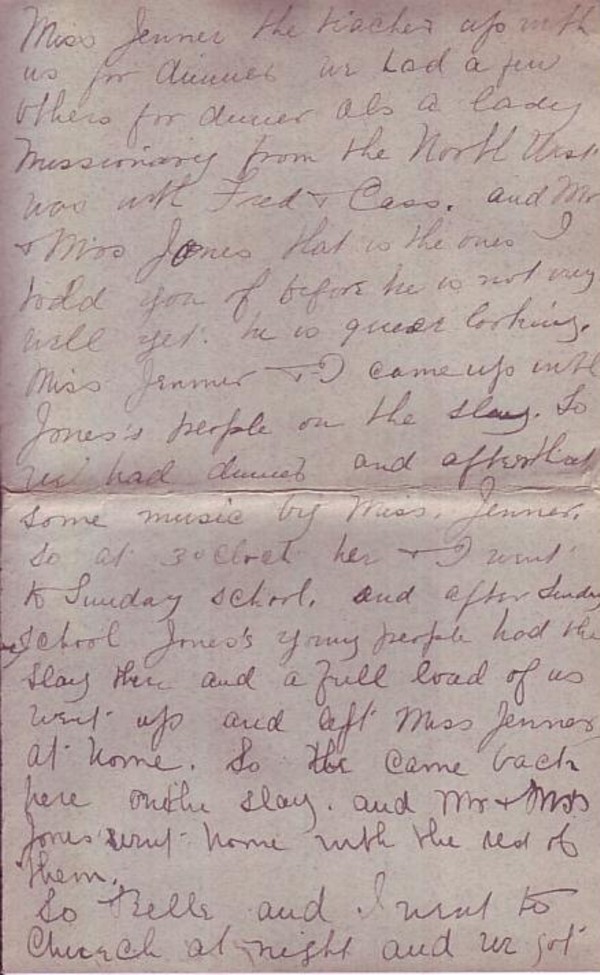 Miss Jenner the teacher up with
us for dinner we had a few
others for dinner als a lady
Missionary from the North West
was with Fred & Cass. and Mr
& Mrs Jones that is the ones I
told you of before he is not very
well yet. he is queer looking.
Miss Jenner & I came up with
Jones's people on the slay. So
we had dinner and after that
some music by Miss. Jenner.
So at 3 oClock her & I went
to Sunday school. and after Sunday
school Jones's young people had the
slay there and a full load of us
went up and left Miss Jenner
at home. So the came back
here on the slay. and Mr & Mrs
Jones went home with the rest of
them.
So Belle and I went to
Church at night and we got